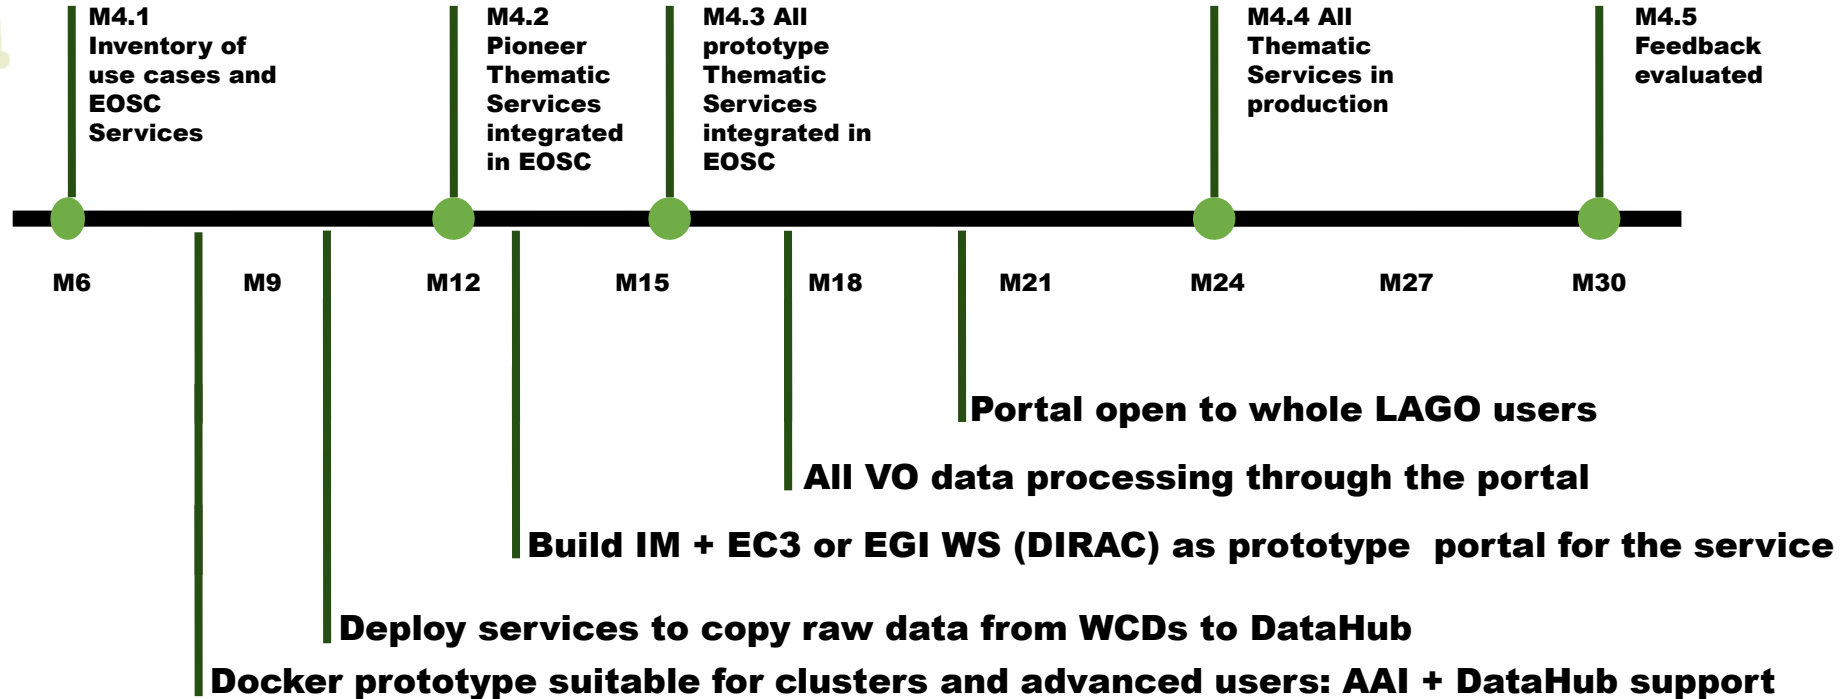 M4.1
Inventory of
use cases and
EOSC
Services
M4.2
Pioneer
Thematic
Services
integrated
in EOSC
M4.3 All
prototype
Thematic
Services
integrated in
EOSC
M4.4 All
Thematic
Services in
production
M4.5
Feedback
evaluated
M6
M9
M12
M15
M18
M21
M24
M27
M30
Portal open to whole LAGO users
All VO data processing through the portal
Build IM + EC3 or EGI WS (DIRAC) as prototype portal for the service
Deploy services to copy raw data from WCDs to DataHub
Docker prototype suitable for clusters and advanced users: AAI + DataHub support